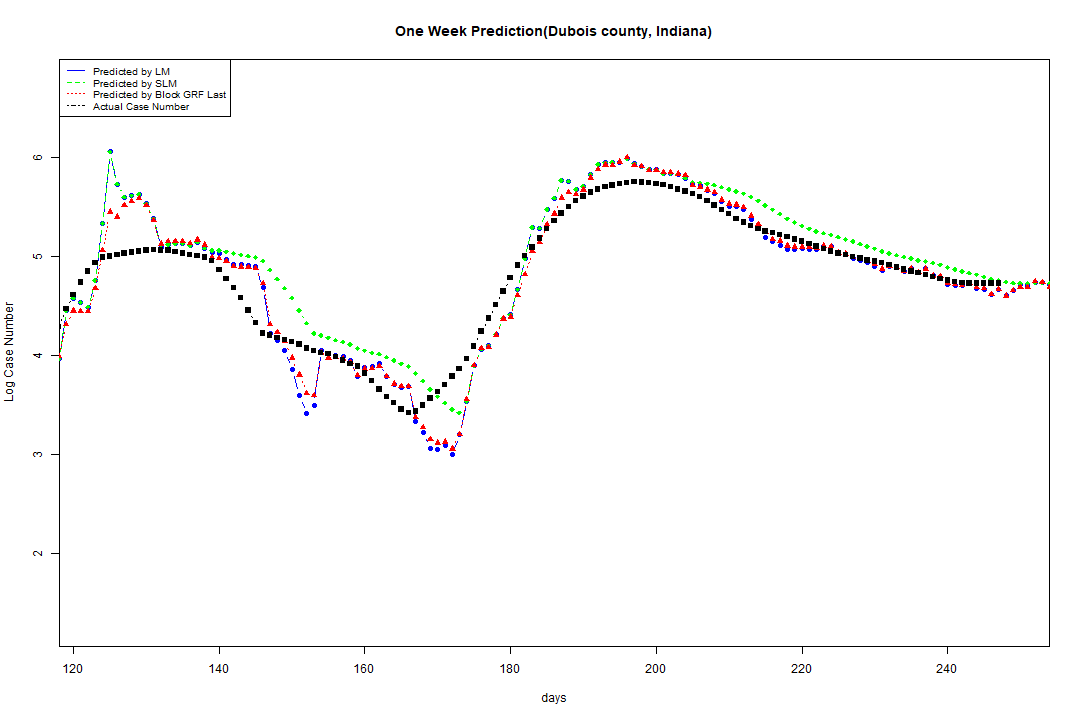 One Week Prediction(Dubois county, Indiana)
Predicted by LM
Predicted by SLM
Predicted by Block GRF Last
Actual Case Number
6
5
4
3
2
Log Case Number
120 140 160 180 200 220 240
days